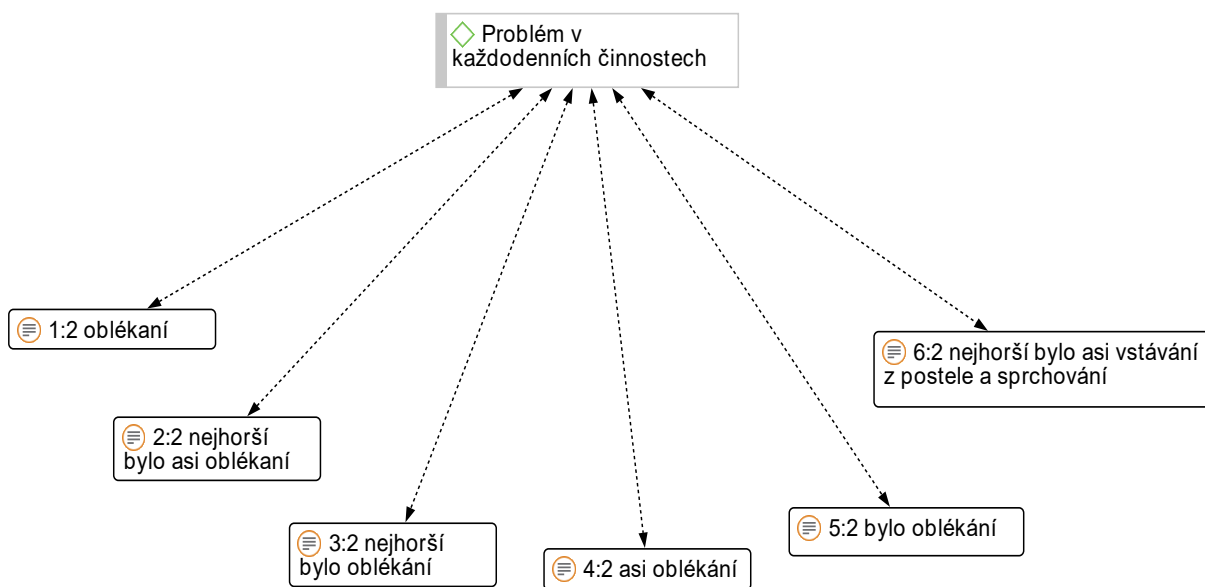 Problém v
každodenních činnostech
1:2 oblékaní
6:2 nejhorší bylo asi vstávání
z postele a sprchování
2:2 nejhorší
bylo asi oblékaní
5:2 bylo oblékání
3:2 nejhorší
bylo oblékání
4:2 asi oblékání